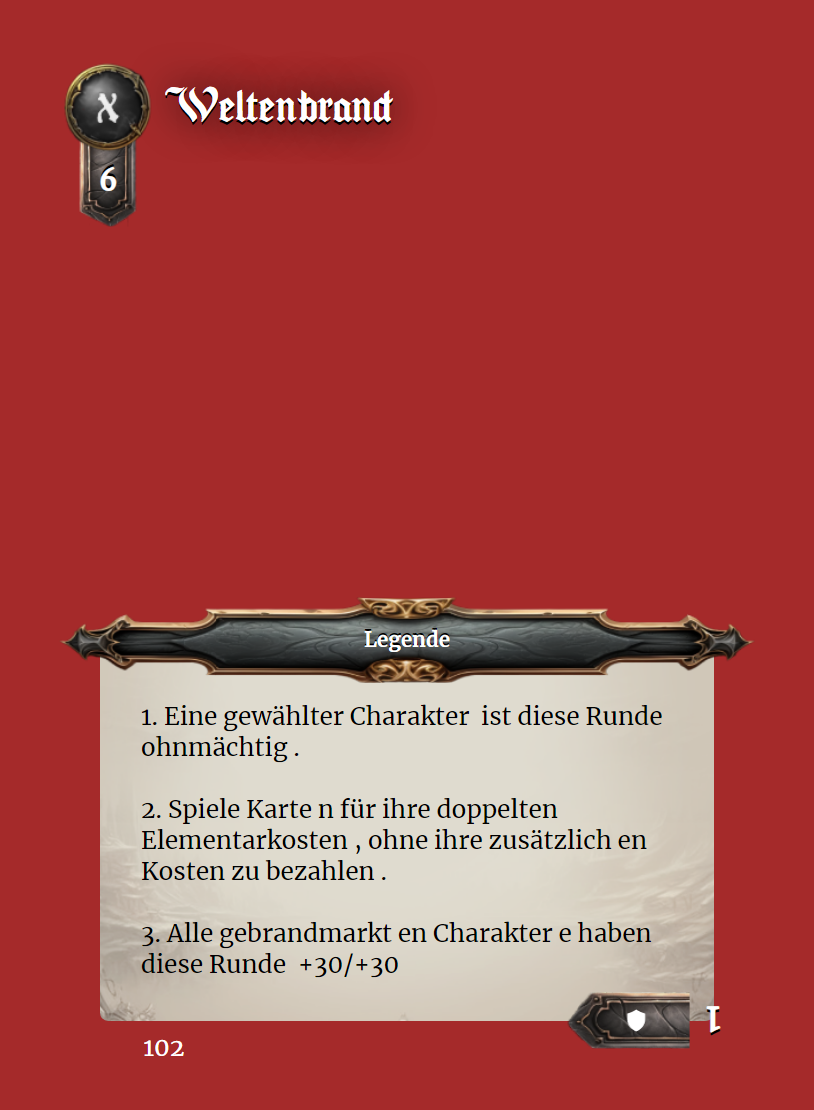 X
Weltenbrand
6
Legende
1. Eine gewählter Charakter ist diese Runde
ohnmächtig .
2. Spiele Karte n für ihre doppelten
Elementarkosten , ohne ihre zusätzlich en
Kosten zu bezahlen .
3. Alle gebrandmarkt en Charakter e haben
diese Runde +30/+30
1
102